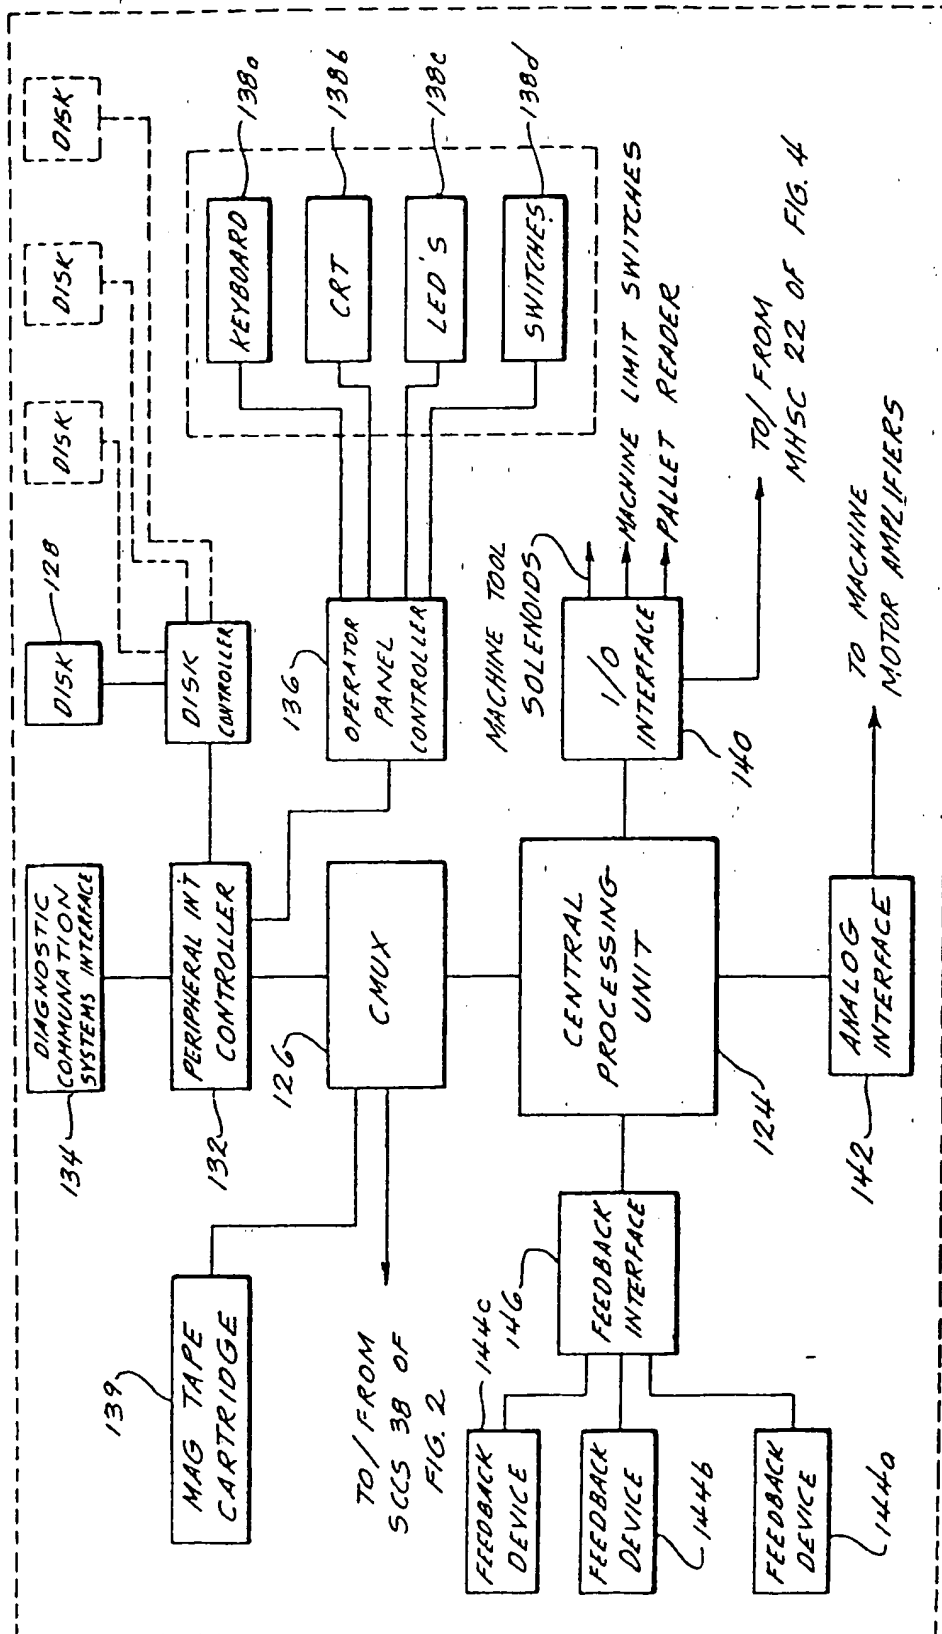 139
MAG TAPE
CARTRIDGE
134
DIAGNOSTIC
COMMUNATION
SYSTEMS INTERFACE
132
PERIPHERAL INT
CONTROLLER
DISK
128
DISK
DISK
DISK
DISK
CONTROLLER
TO/FROM
SCCS 38 OF
FIG. 2
126
CMUX
136
OPERATOR
PANEL
CONTROLLER
KEYBOARD
138a
CRT
138b
LED'S
138c
SWITCHES
138d
FEEDBACK
DEVICE
144c
FEEDBACK
DEVICE
144b
FEEDBACK
DEVICE
144a
146
FEEDBACK
INTERFACE
CENTRAL
PROCESSING
UNIT
124
MACHINE TOOL
SOLENOIDS
I/O
INTERFACE
140
MACHINE LIMIT SWITCHES
PALLET READER
TO/FROM
MHSC 22 OF FIG. 4
142
ANALOG
INTERFACE
TO MACHINE
MOTOR AMPLIFIERS